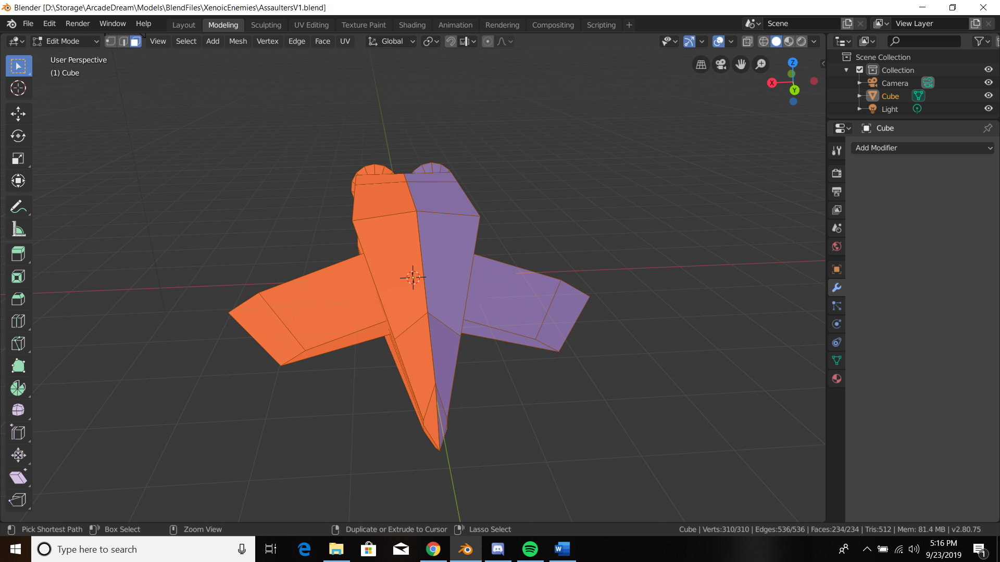 Blender [D:\Storage\ArcadeDream\Models\BlendFiles\XenoicEnemies\AssaultersV1.blend]
File Edit Render Window Help Layout Modeling Sculpting UV Editing Texture Paint Shading Animation Rendering Compositing Scripting + Scene View Layer
Edit Mode View Select Add Mesh Vertex Edge Face UV Global
User Perspective
(1) Cube
Z
X
Y
Scene Collection
Collection
Camera
Cube
Light
Cube
Add Modifier
Pick Shortest Path Box Select Zoom View Duplicate or Extrude to Cursor Lasso Select Cube | Verts:310/310 | Edges:536/536 | Faces:234/234 | Tris:512 | Mem: 81.4 MB | v2.80.75
Type here to search
5:16 PM
9/23/2019
1